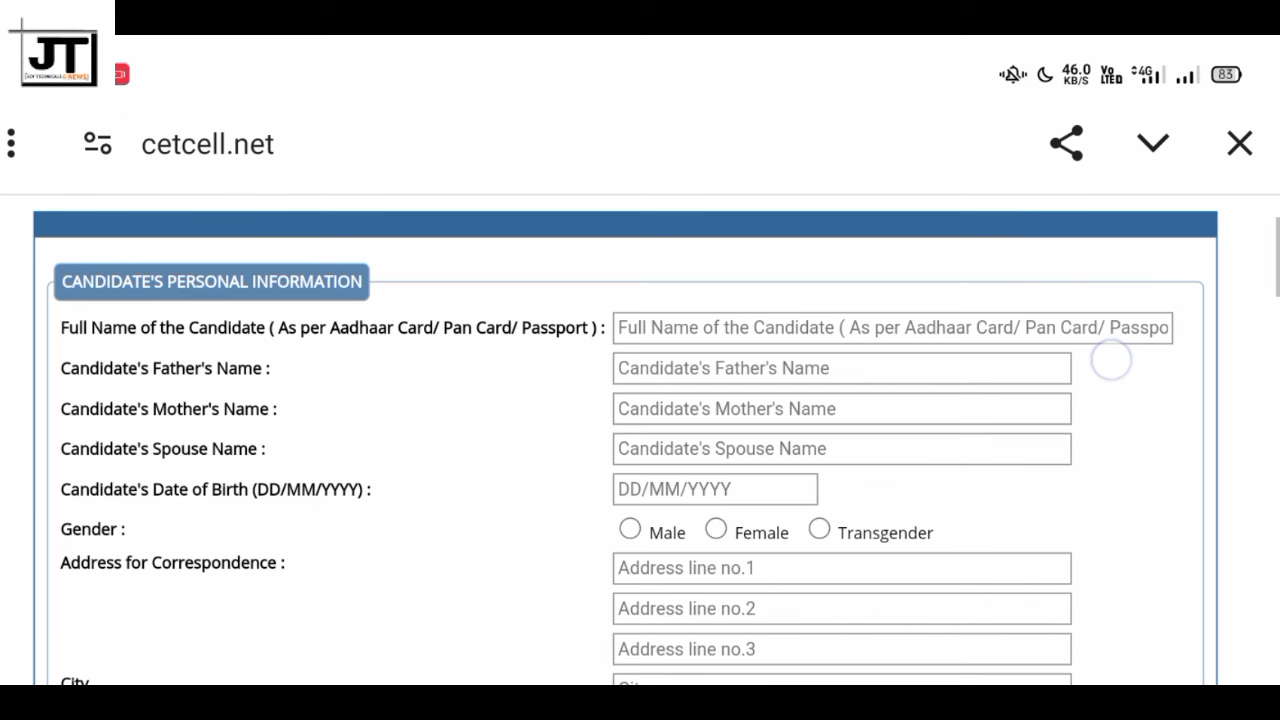 JT
46.0
KB/S
Vo
LTE
4G
83
cetcell.net
CANDIDATE'S PERSONAL INFORMATION
Full Name of the Candidate ( As per Aadhaar Card/ Pan Card/ Passport ) : Full Name of the Candidate ( As per Aadhaar Card/ Pan Card/ Passpo
Candidate's Father's Name : Candidate's Father's Name
Candidate's Mother's Name : Candidate's Mother's Name
Candidate's Spouse Name : Candidate's Spouse Name
Candidate's Date of Birth (DD/MM/YYYY) : DD/MM/YYYY
Gender : Male Female Transgender
Address for Correspondence : Address line no.1
Address line no.2
Address line no.3
City